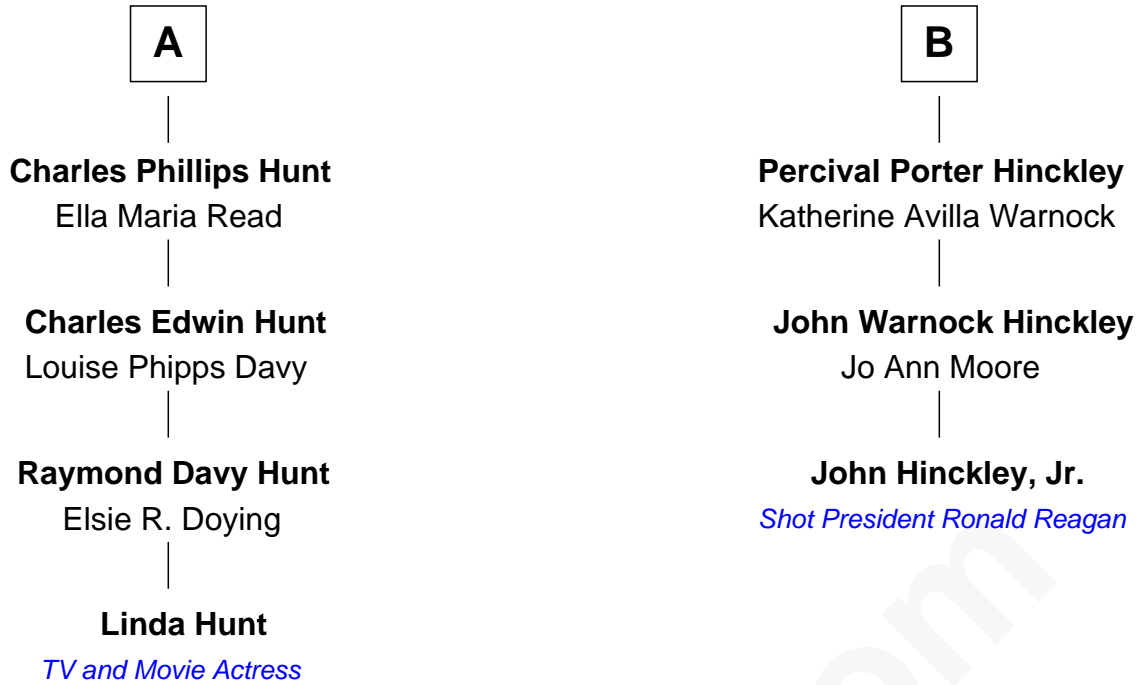 A
Charles Phillips Hunt
Ella Maria Read
Charles Edwin Hunt
Louise Phipps Davy
Raymond Davy Hunt
Elsie R. Doying
Linda Hunt
TV and Movie Actress
B
Percival Porter Hinckley
Katherine Avilla Warnock
John Warnock Hinckley
Jo Ann Moore
John Hinckley, Jr.
Shot President Ronald Reagan